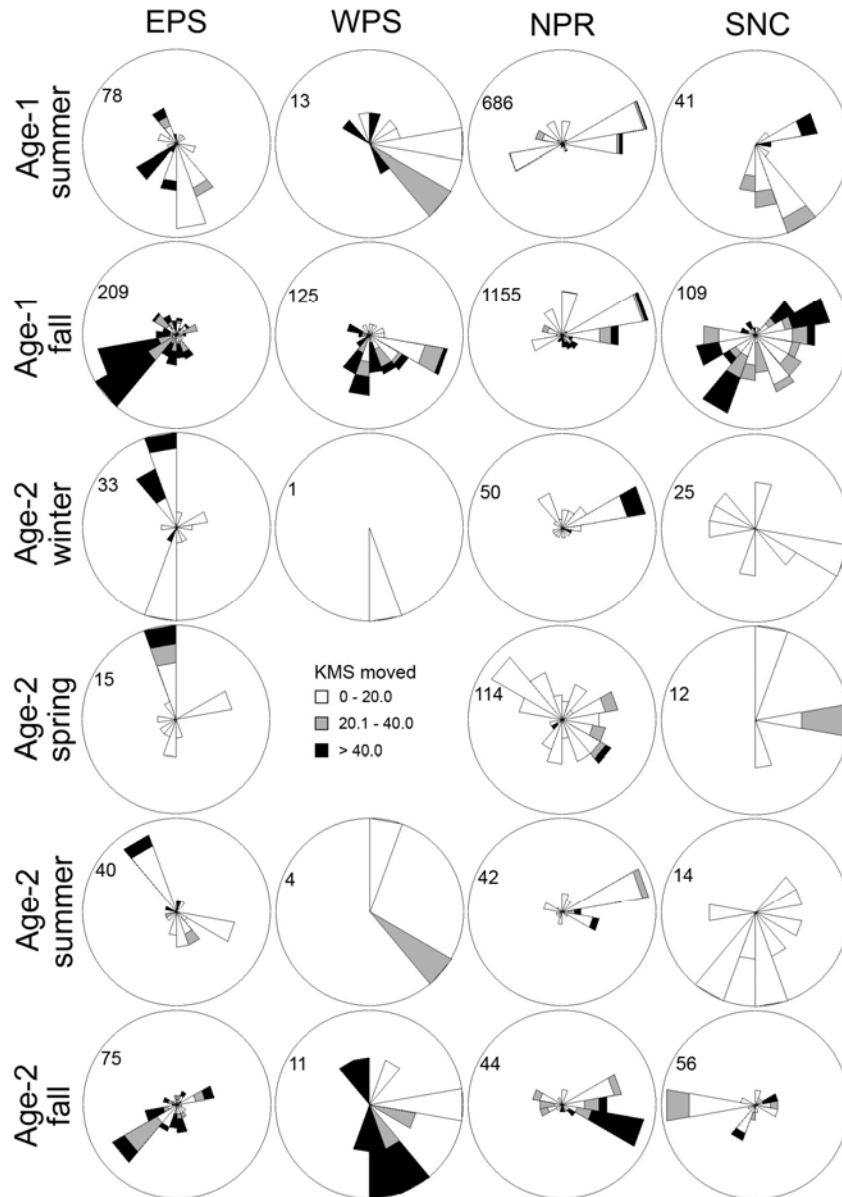 EPS WPS NPR SNC
Age-1 summer
78 13 686 41
Age-1 fall
209 125 1155 109
Age-2 winter
33 1 50 25
Age-2 spring
15 114 12
KMS moved
0 - 20.0
20.1 - 40.0
> 40.0
Age-2 summer
40 4 42 14
Age-2 fall
75 11 44 56